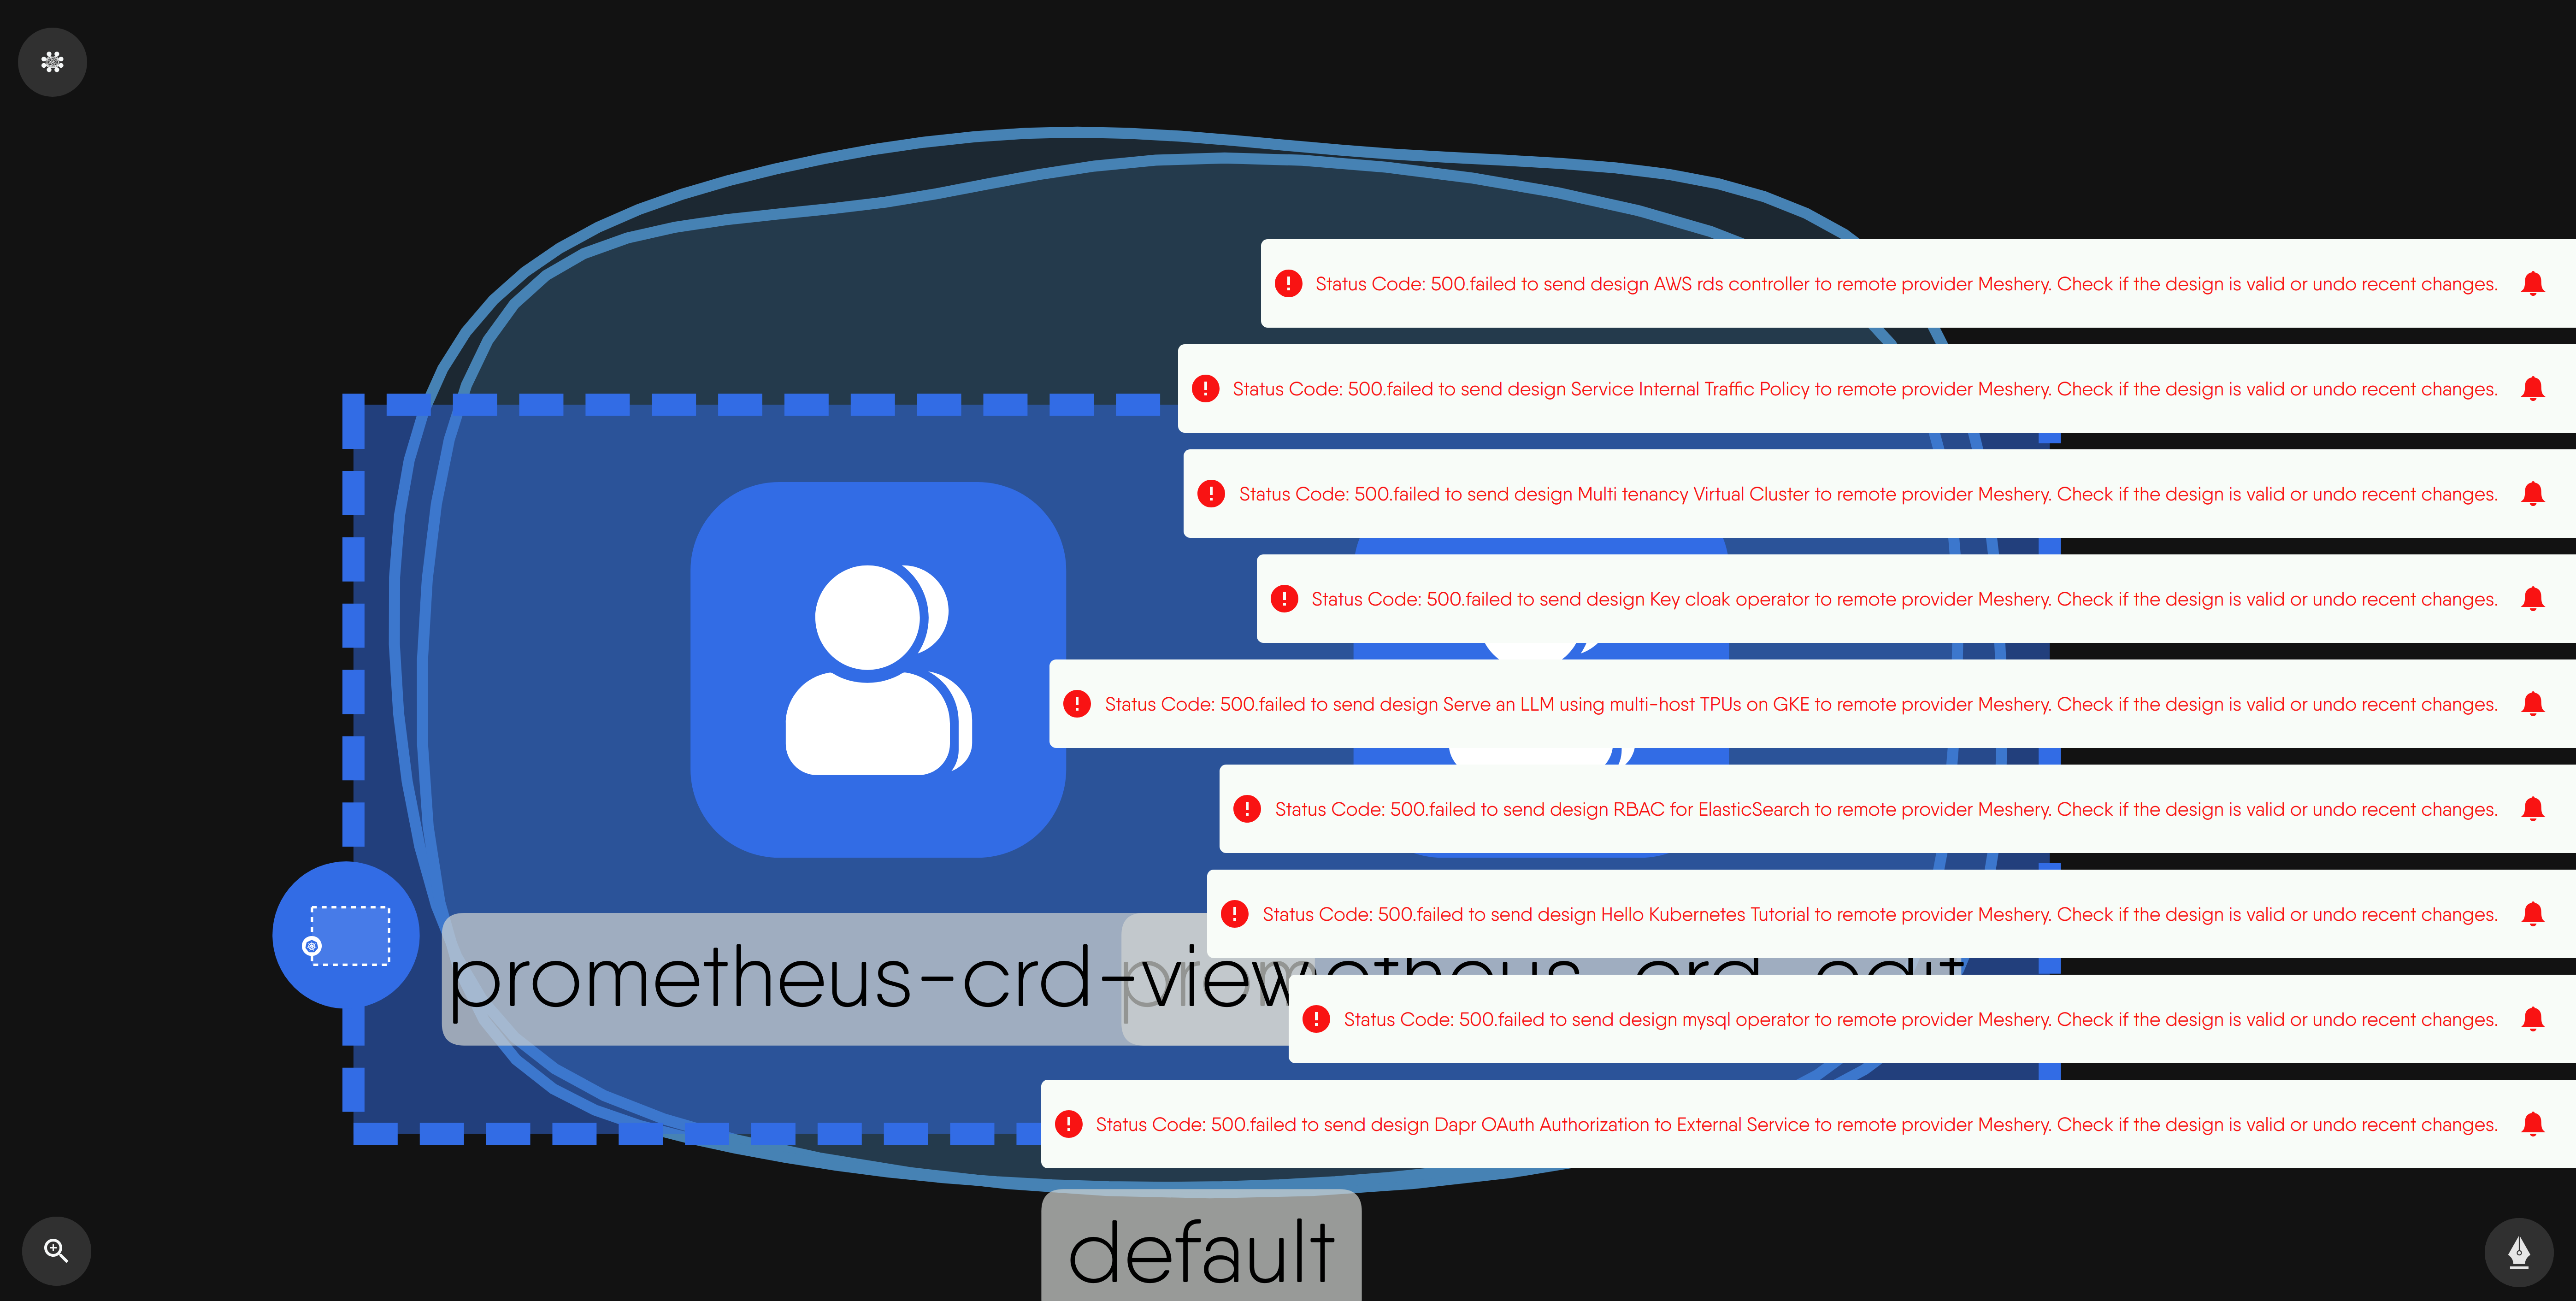 Status Code: 500.failed to send design AWS rds controller to remote provider Meshery. Check if the design is valid or undo recent changes.
Status Code: 500.failed to send design Service Internal Traffic Policy to remote provider Meshery. Check if the design is valid or undo recent changes.
Status Code: 500.failed to send design Multi tenancy Virtual Cluster to remote provider Meshery. Check if the design is valid or undo recent changes.
Status Code: 500.failed to send design Key cloak operator to remote provider Meshery. Check if the design is valid or undo recent changes.
Status Code: 500.failed to send design Serve an LLM using multi-host TPUs on GKE to remote provider Meshery. Check if the design is valid or undo recent changes.
Status Code: 500.failed to send design RBAC for ElasticSearch to remote provider Meshery. Check if the design is valid or undo recent changes.
Status Code: 500.failed to send design Hello Kubernetes Tutorial to remote provider Meshery. Check if the design is valid or undo recent changes.
prometheus-crd-view
prometheus-crd-edit
Status Code: 500.failed to send design mysql operator to remote provider Meshery. Check if the design is valid or undo recent changes.
Status Code: 500.failed to send design Dapr OAuth Authorization to External Service to remote provider Meshery. Check if the design is valid or undo recent changes.
default